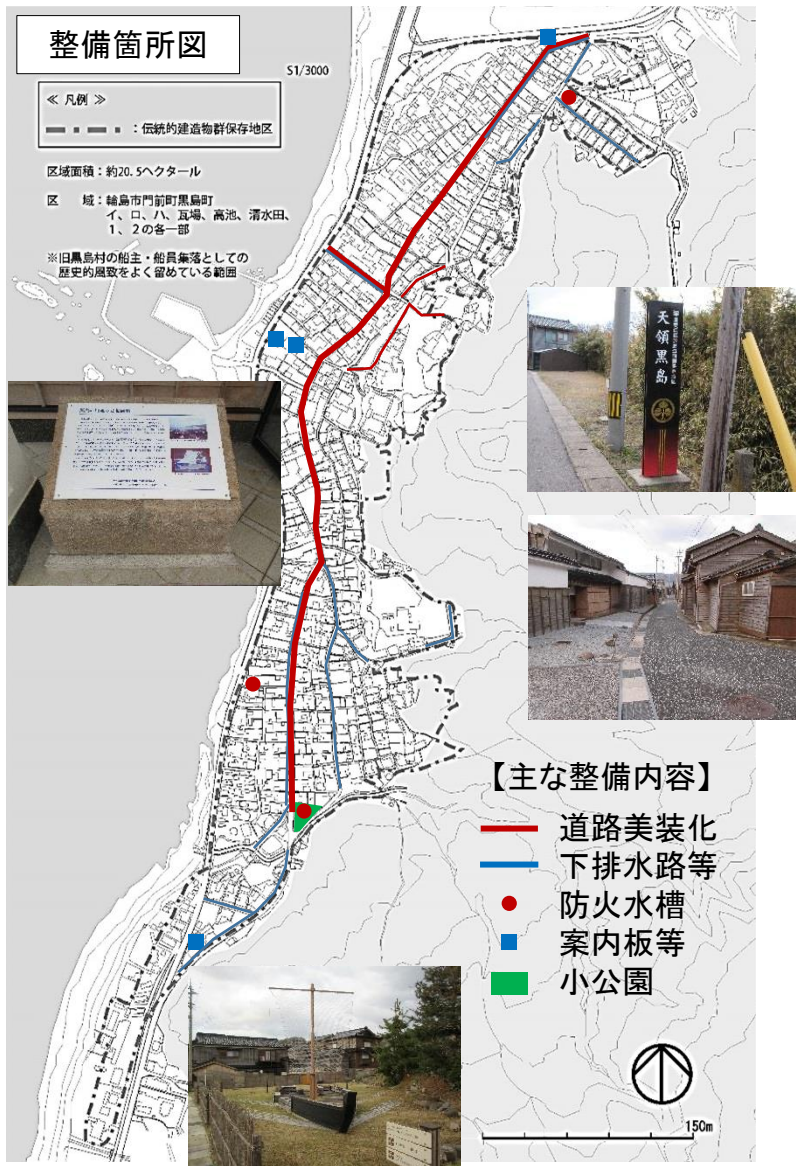 整備箇所図
S1/3000
≪ 凡例 ≫
：伝統的建造物群保存地区
区域面積：約20.5ヘクタール
区　　域：輪島市門前町黒島町
イ、ロ、ハ、瓦場、高池、清水田、
1、2の各一部
※旧黒島村の船主・船員集落としての
歴史的風致をよく留めている範囲
天領黒島
【主な整備内容】
道路美装化
下排水路等
防火水槽
案内板等
小公園
150m